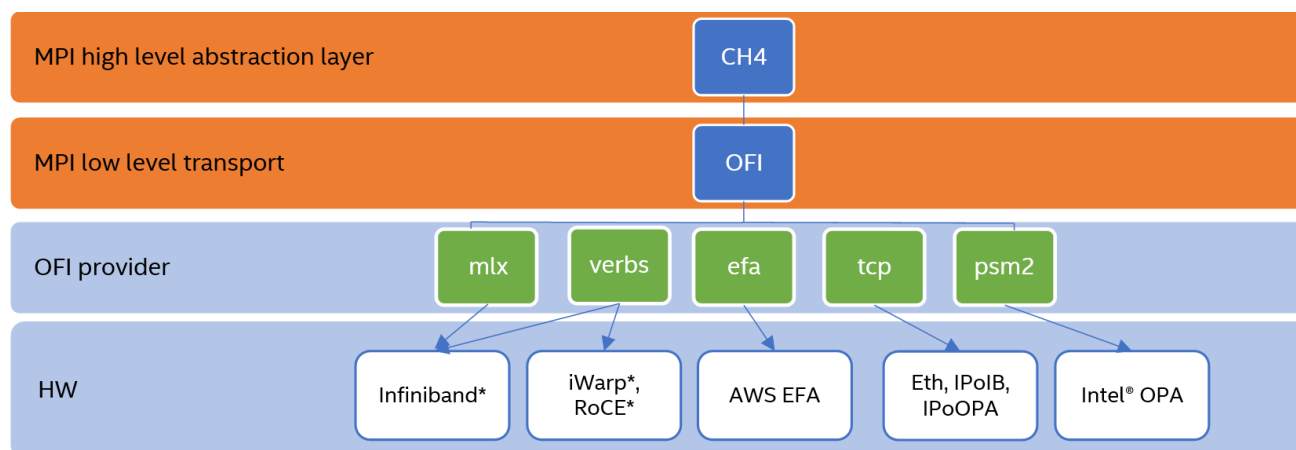 MPI high level abstraction layer
CH4
MPI low level transport
OFI
OFI provider
mlx
verbs
efa
tcp
psm2
HW
Infiniband*
iWarp*,
RoCE*
AWS EFA
Eth, IPoIB,
IPoOPA
Intel® OPA